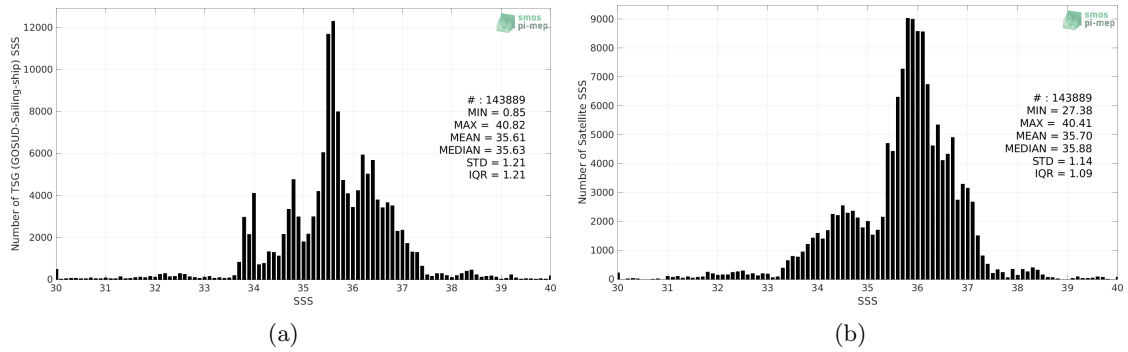 Number of TSG (GOSUD-Sailing-ship) SSS
12000
10000
8000
6000
4000
2000
0
30 31 32 33 34 35 36 37 38 39 40
SSS
smos
pi-mep
# : 143889
MIN = 0.85
MAX = 40.82
MEAN = 35.61
MEDIAN = 35.63
STD = 1.21
IQR = 1.21
(a)
Number of Satellite SSS
9000
8000
7000
6000
5000
4000
3000
2000
1000
0
30 31 32 33 34 35 36 37 38 39 40
SSS
smos
pi-mep
# : 143889
MIN = 27.38
MAX = 40.41
MEAN = 35.70
MEDIAN = 35.88
STD = 1.14
IQR = 1.09
(b)